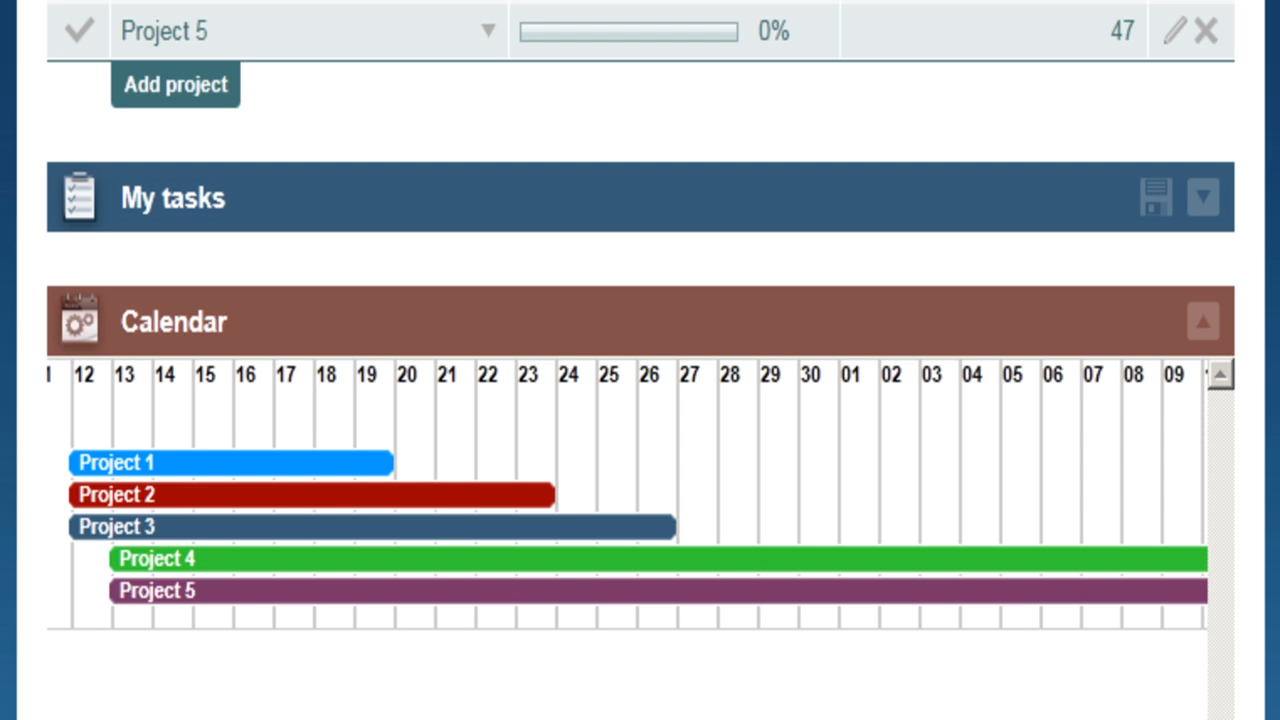 Project 5 0% 47
Add project
My tasks
Calendar
12 13 14 15 16 17 18 19 20 21 22 23 24 25 26 27 28 29 30 01 02 03 04 05 06 07 08 09
Project 1
Project 2
Project 3
Project 4
Project 5